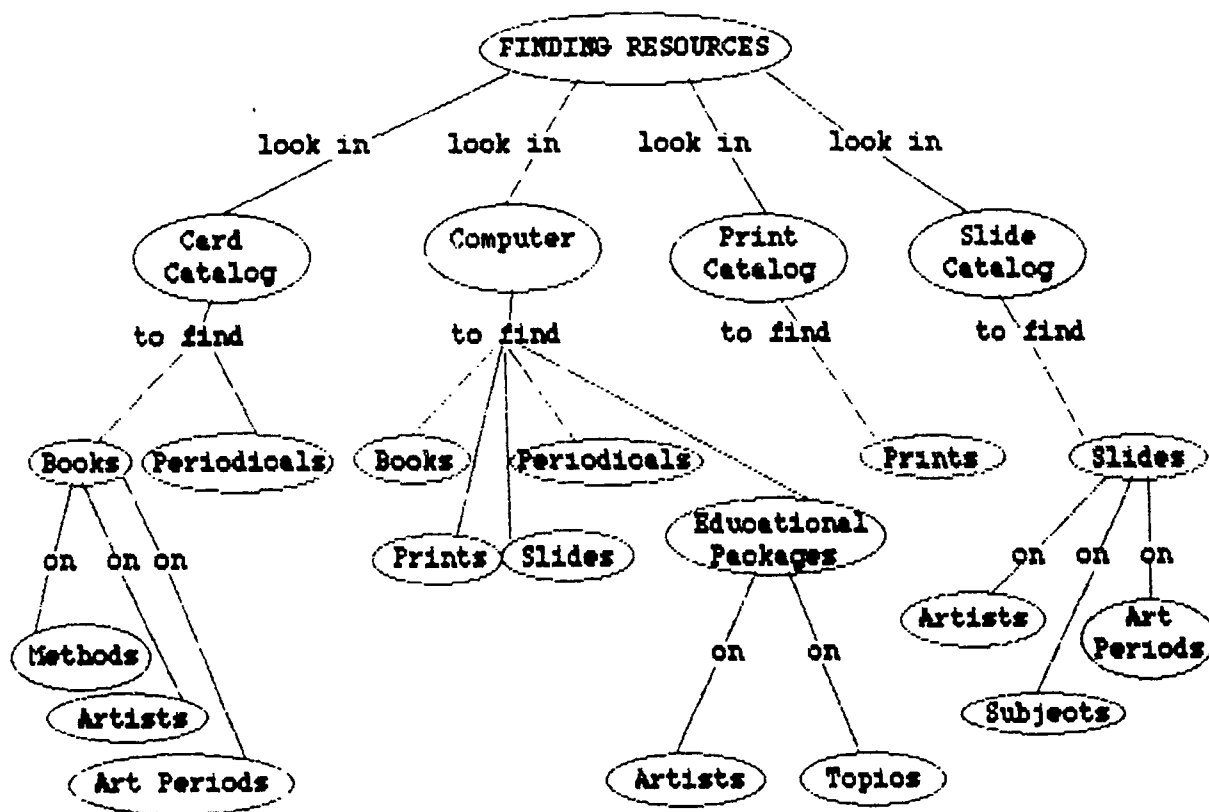 FINDING RESOURCES
look in look in look in look in
Card Catalog
Computer
Print Catalog
Slide Catalog
to find to find to find to find
Books Periodicals Books Periodicals Prints Slides
Prints Slides
Educational Packages
on on on
on on on
Artists
Art Periods
Methods
on on
Artists
Subjects
Art Periods
Artists Topics